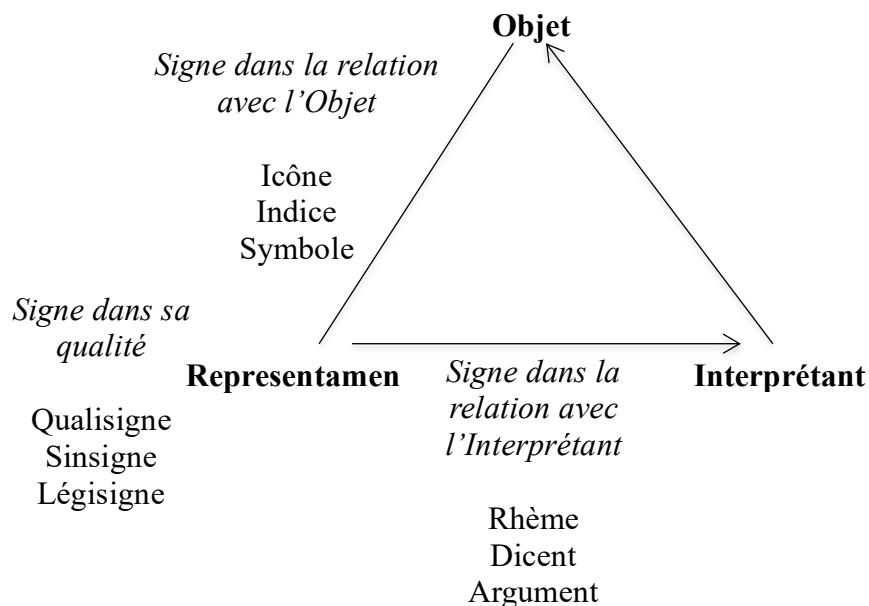 Objet
Signe dans la relation
avec l’Objet
Icône
Indice
Symbole
Signe dans sa
qualité
Representamen
Signe dans la
relation avec
l’Interprétant
Interprétant
Qualisigne
Sinsigne
Légisigne
Rhème
Dicent
Argument